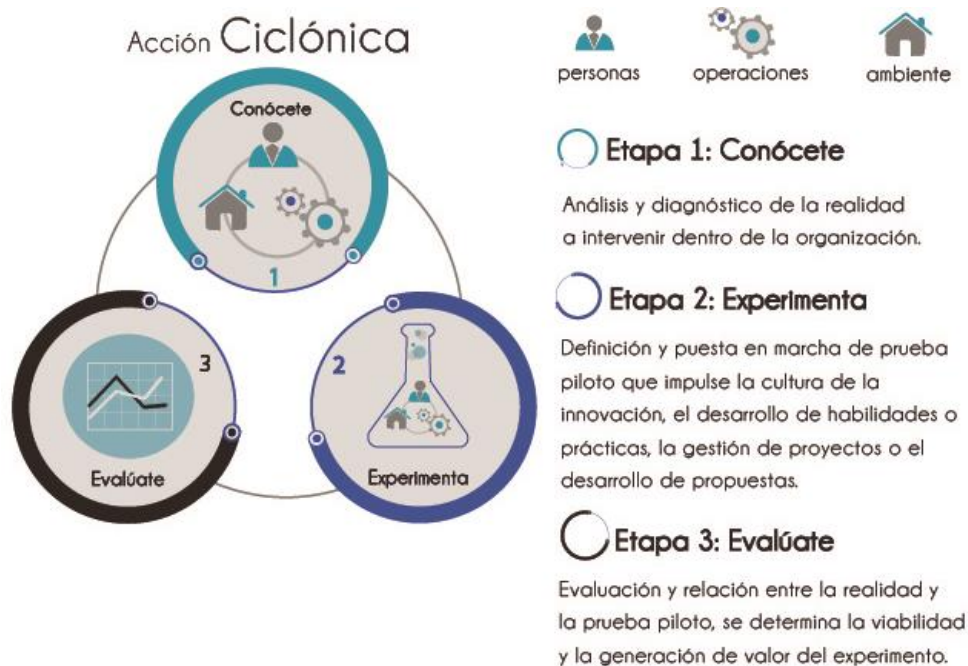 Acción Ciclónica
Conócete
1
3
2
Evalúate
Experimenta
personas
operaciones
ambiente
Etapa 1: Conócete
Análisis y diagnóstico de la realidad
a intervenir dentro de la organización.
Etapa 2: Experimenta
Definición y puesta en marcha de prueba
piloto que impulse la cultura de la
innovación, el desarrollo de habilidades o
prácticas, la gestión de proyectos o el
desarrollo de propuestas.
Etapa 3: Evalúate
Evaluación y relación entre la realidad y
la prueba piloto, se determina la viabilidad
y la generación de valor del experimento.